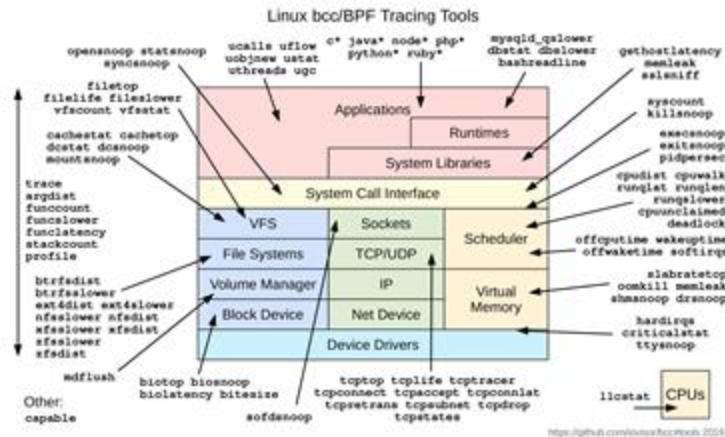 Linux bcc/BPF Tracing Tools
opensnoop statsnoop
syncsnoop
ucalls uflow
uobjnew ustat
uthreads ugc
c* java* node* php*
python* ruby*
mysqld_qslower
dbstat dbslower
bashreadline
gethostlatency
memleak
sslsniff
filetop
filelife fileslower
vfscount vfsstat
cachestat cachetop
dcstat dcsnoop
mountsnoop
trace
argdist
funccount
funcslower
funclatency
stackcount
profile
btrfsdist
btrfsslower
ext4dist ext4slower
nfsslower nfsdist
xfsslower xfsdist
zfsslower
zfsdist
mdflush
Other:
capable
Applications
Runtimes
System Libraries
System Call Interface
VFS
Sockets
Scheduler
File Systems
TCP/UDP
Volume Manager
IP
Virtual
Memory
Block Device
Net Device
Device Drivers
syscount
killsnoop
execsnoop
exitsnoop
pidpersec
cpudist cpuwalk
runqlat runqlen
runqslower
cpuunclaimed
deadlock
offcputime wakeuptime
offwaketime softirqs
slabratetop
oomkill memleak
shmsnoop drsnoop
hardirqs
criticalstat
ttysnoop
biotop biosnoop
biolatency bitesize
sofdsnoop
tcptop tcplife tcptracer
tcpconnect tcpaccept tcpconnlat
tcpretrans tcpsubnet tcpdrop
tcpstates
llcstat
CPUs